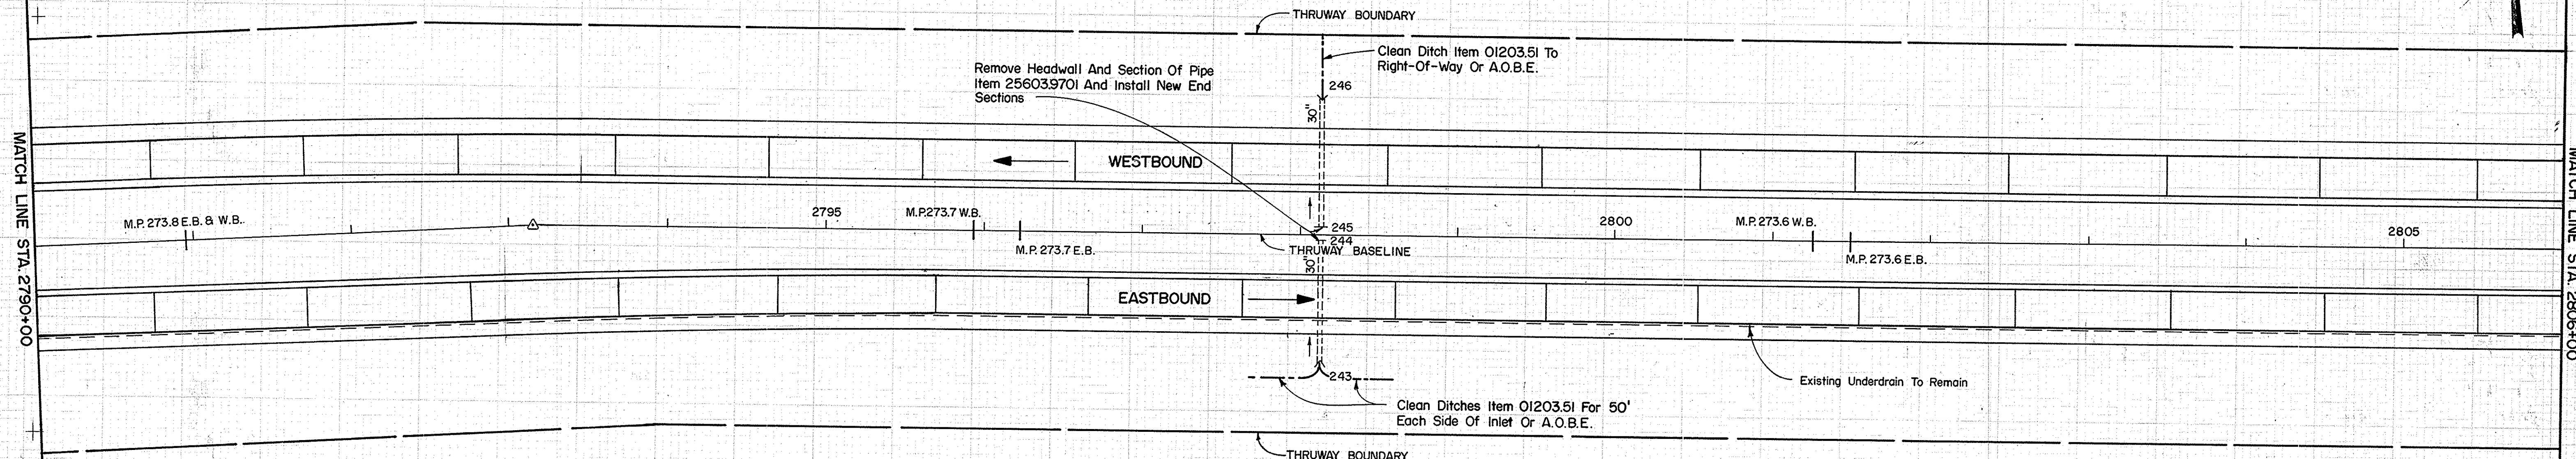 THRUWAY BOUNDARY
Clean Ditch Item 01203.51 To
Right-Of-Way Or A.O.B.E.
Remove Headwall And Section Of Pipe
Item 25603.9701 And Install New End
Sections
246
30"
MATCH LINE STA. 2790+00
WESTBOUND
MATCH LINE STA. 2806+00
M.P. 273.8 E.B. & W.B.
2795
M.P. 273.7 W.B.
245
244
2800
M.P. 273.6 W.B.
2805
M.P. 273.7 E.B.
THRUWAY BASELINE
M.P. 273.6 E.B.
30"
EASTBOUND
243
Existing Underdrain To Remain
Clean Ditches Item 01203.51 For 50'
Each Side Of Inlet Or A.O.B.E.
THRUWAY BOUNDARY